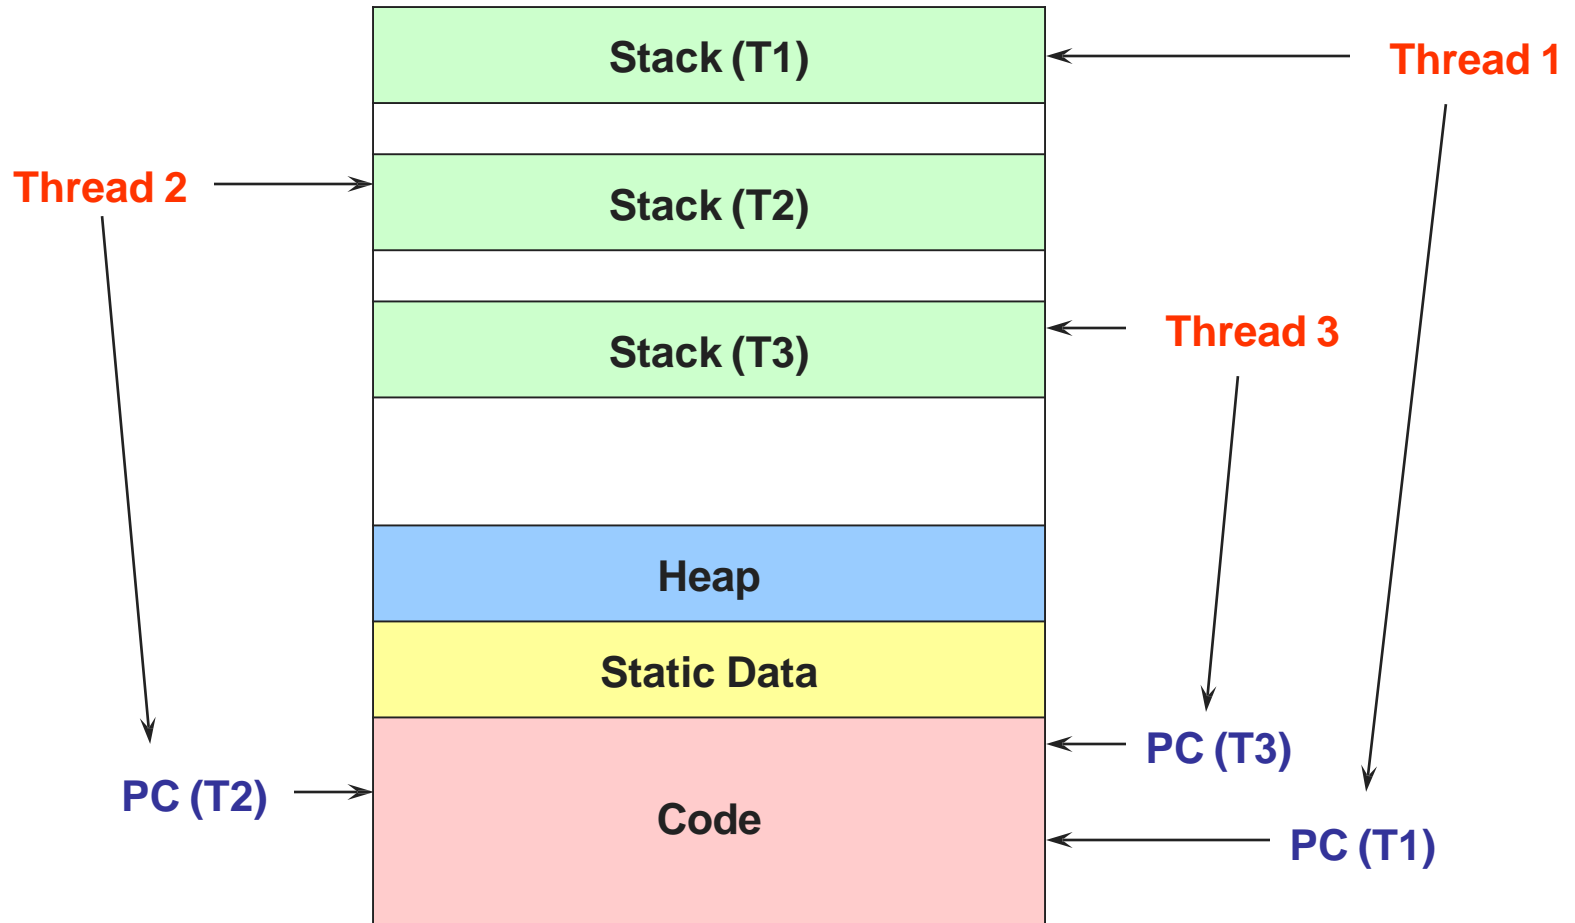 Stack (T1)
Thread 1
Thread 2
Stack (T2)
Thread 3
Stack (T3)
Heap
Static Data
PC (T3)
PC (T2)
Code
PC (T1)